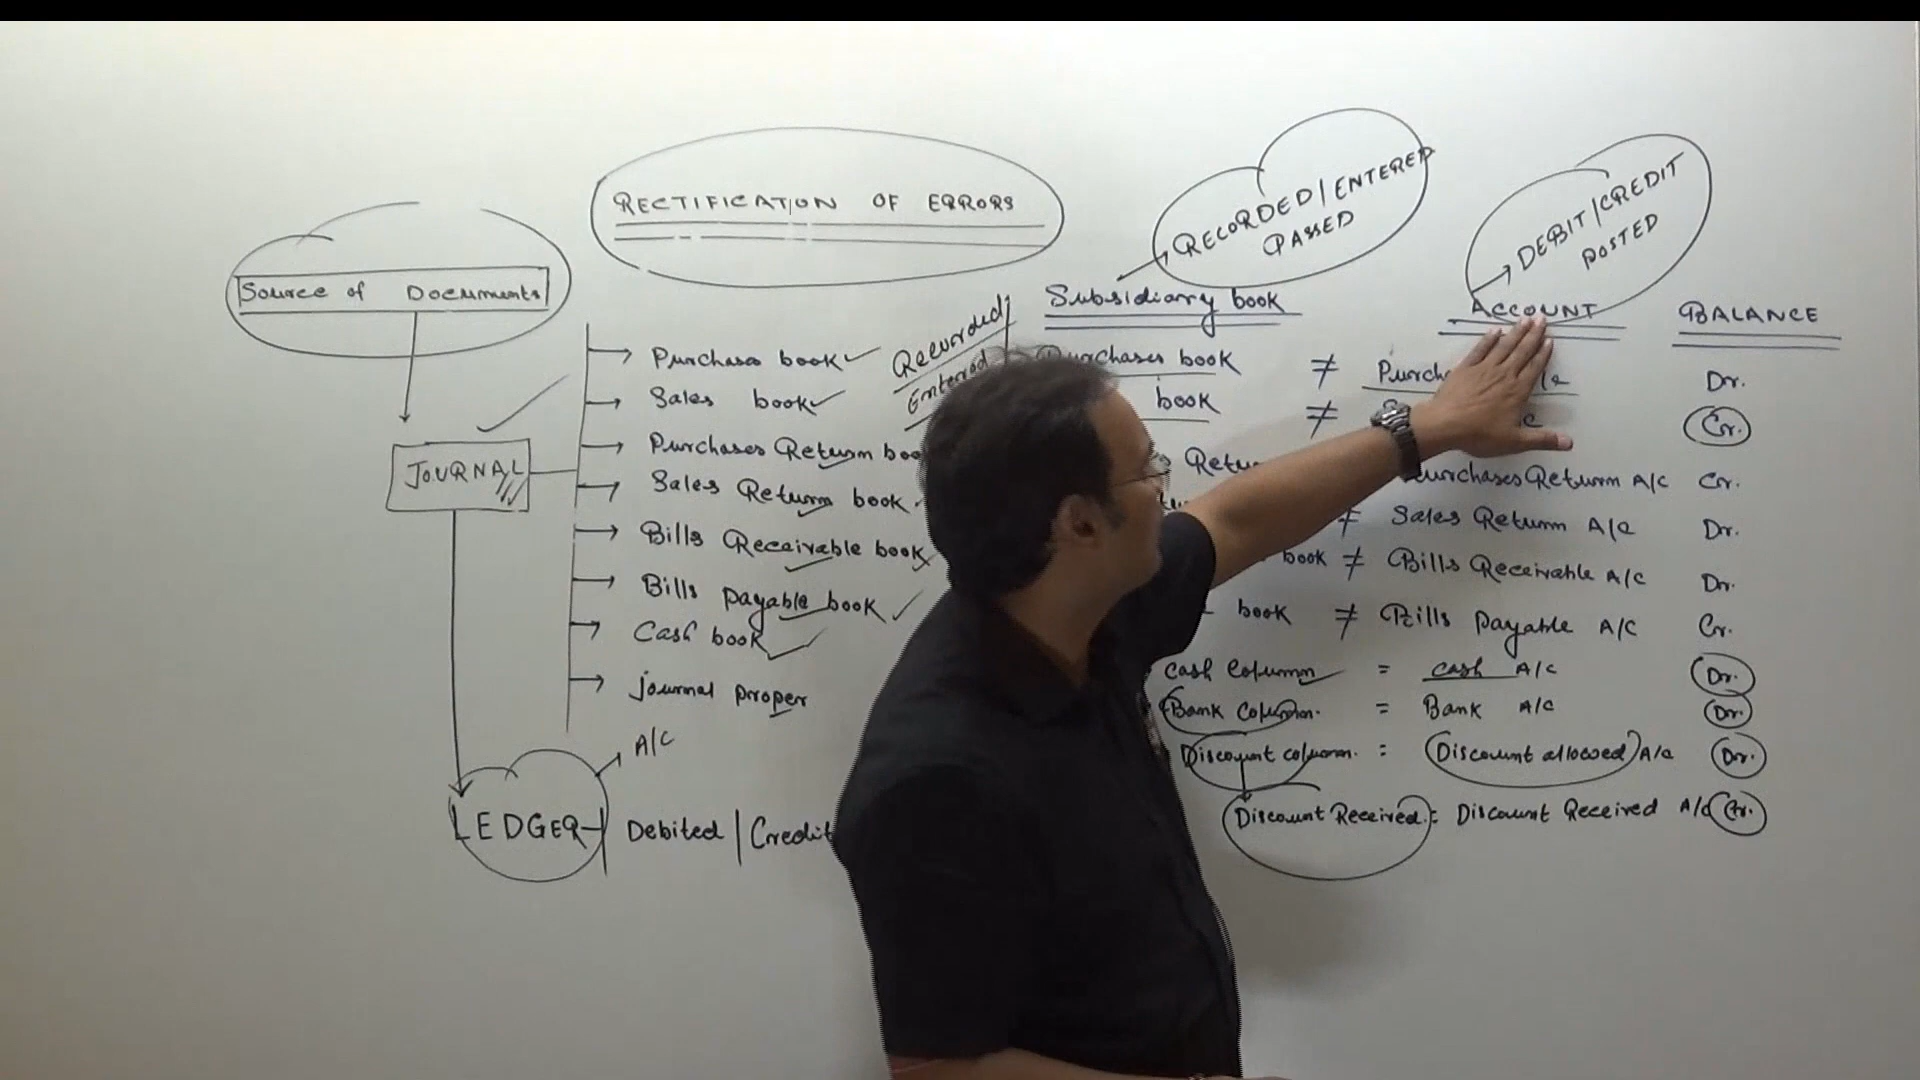 RECTIFICATION OF ERRORS
Source of Documents
JOURNAL
Purchases book
Sales book
Purchases Return
Sales Return book
Bills Receivable book
Bills payable book
Cash book
Journal proper
A/C
LEDGER
Debited / Credit
Recorded /
Entered
RECORDED / ENTERED
PASSED
DEBIT / CREDIT
POSTED
Subsidiary book ACCOUNT BALANCE
Purchases book ≠ Dr.
book ≠ Cr.
Purchases Return A/C Cr.
≠ Sales Return A/C Dr.
book ≠ Bills Receivable A/C Dr.
book ≠ Bills payable A/C Cr.
Cash Column = Cash A/C Dr.
Bank Column. = Bank A/C Dr.
Discount column. = Discount allowed A/C Dr.
Discount Received. = Discount Received A/C Cr.